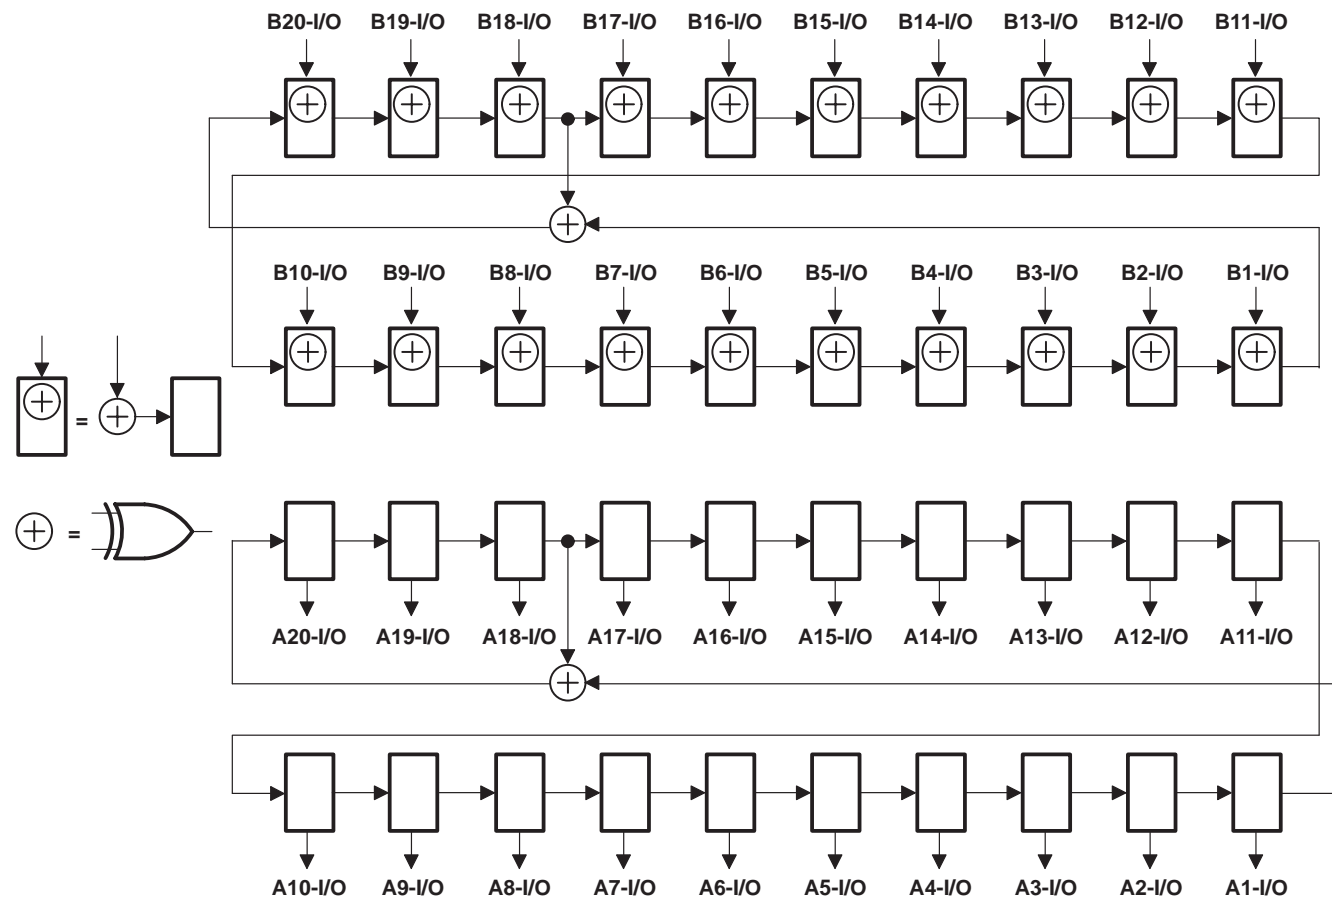 B20-I/O B19-I/O B18-I/O B17-I/O B16-I/O B15-I/O B14-I/O B13-I/O B12-I/O B11-I/O
B10-I/O B9-I/O B8-I/O B7-I/O B6-I/O B5-I/O B4-I/O B3-I/O B2-I/O B1-I/O
=
=
A20-I/O A19-I/O A18-I/O A17-I/O A16-I/O A15-I/O A14-I/O A13-I/O A12-I/O A11-I/O
A10-I/O A9-I/O A8-I/O A7-I/O A6-I/O A5-I/O A4-I/O A3-I/O A2-I/O A1-I/O